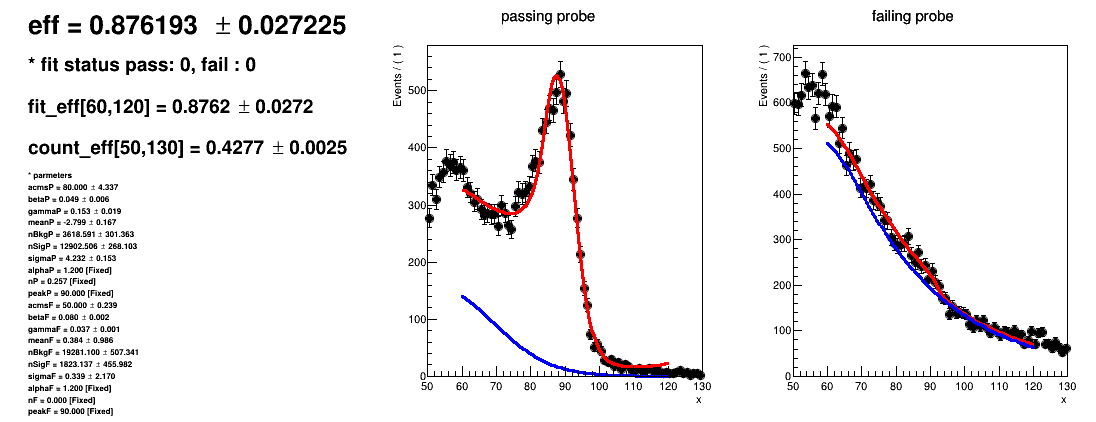 eff = 0.876193 ± 0.027225
* fit status pass: 0, fail : 0
fit_eff[60,120] = 0.8762 ± 0.0272
count_eff[50,130] = 0.4277 ± 0.0025
* parmeters
acmsP = 80.000 ± 4.337
betaP = 0.049 ± 0.006
gammaP = 0.153 ± 0.019
meanP = -2.799 ± 0.167
nBkgP = 3618.591 ± 301.363
nSigP = 12902.506 ± 268.103
sigmaP = 4.232 ± 0.153
alphaP = 1.200 [Fixed]
nP = 0.257 [Fixed]
peakP = 90.000 [Fixed]
acmsF = 50.000 ± 0.239
betaF = 0.080 ± 0.002
gammaF = 0.037 ± 0.001
meanF = 0.384 ± 0.986
nBkgF = 19281.100 ± 507.341
nSigF = 1823.137 ± 455.982
sigmaF = 0.339 ± 2.170
alphaF = 1.200 [Fixed]
nF = 0.000 [Fixed]
peakF = 90.000 [Fixed]
passing probe
Events / ( 1 )
500
400
300
200
100
0
50 60 70 80 90 100 110 120 130
x
failing probe
Events / ( 1 )
700
600
500
400
300
200
100
0
50 60 70 80 90 100 110 120 130
x